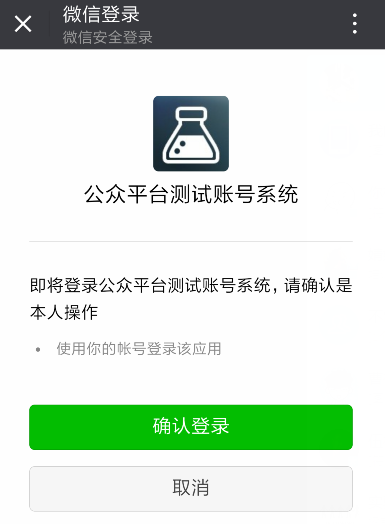 微信登录
微信安全登录
公众平台测试账号系统
即将登录公众平台测试账号系统，请确认是
本人操作
• 使用你的帐号登录该应用
确认登录
取消